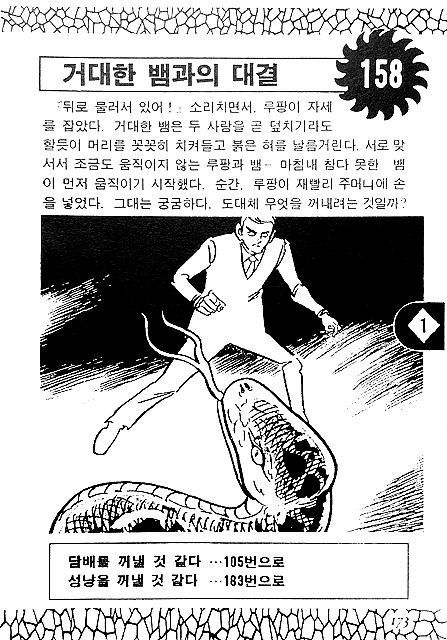 거대한 뱀과의 대결
158
『뒤로 물러서 있어!』 소리치면서, 루팡이 자세
를 잡았다. 거대한 뱀은 두 사람을 곧 덮치기라도
할듯이 머리를 꼿꼿히 치켜들고 붉은 혀를 날름거린다. 서로 맞
서서 조금도 움직이지 않는 루팡과 뱀— 마침내 참다 못한 뱀
이 먼저 움직이기 시작했다. 순간, 루팡이 재빨리 주머니에 손
을 넣었다. 그대는 궁금하다. 도대체 무엇을 꺼내려는 것일까?
1
담배를 꺼낼 것 같다 …105번으로
성냥을 꺼낼 것 같다 …183번으로
173